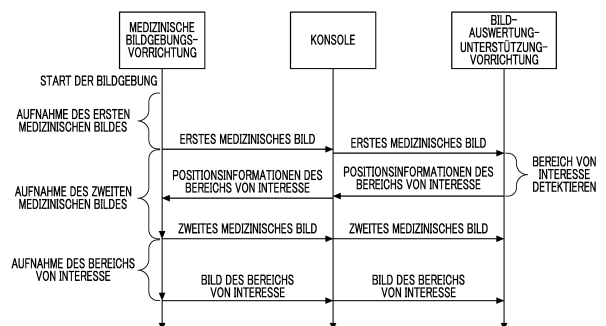 MEDIZINISCHE
BILDGEBUNGS-
VORRICHTUNG
KONSOLE
BILD-
AUSWERTUNG-
UNTERSTÜTZUNG-
VORRICHTUNG
START DER BILDGEBUNG
AUFNAHME DES ERSTEN
MEDIZINISCHEN BILDES
ERSTES MEDIZINISCHES BILD
ERSTES MEDIZINISCHES BILD
POSITIONSINFORMATIONEN DES
BEREICHS VON INTERESSE
POSITIONSINFORMATIONEN DES
BEREICHS VON INTERESSE
BEREICH VON
INTERESSE
DETEKTIEREN
AUFNAHME DES ZWEITEN
MEDIZINISCHEN BILDES
ZWEITES MEDIZINISCHES BILD
ZWEITES MEDIZINISCHES BILD
AUFNAHME DES BEREICHS
VON INTERESSE
BILD DES BEREICHS
VON INTERESSE
BILD DES BEREICHS
VON INTERESSE